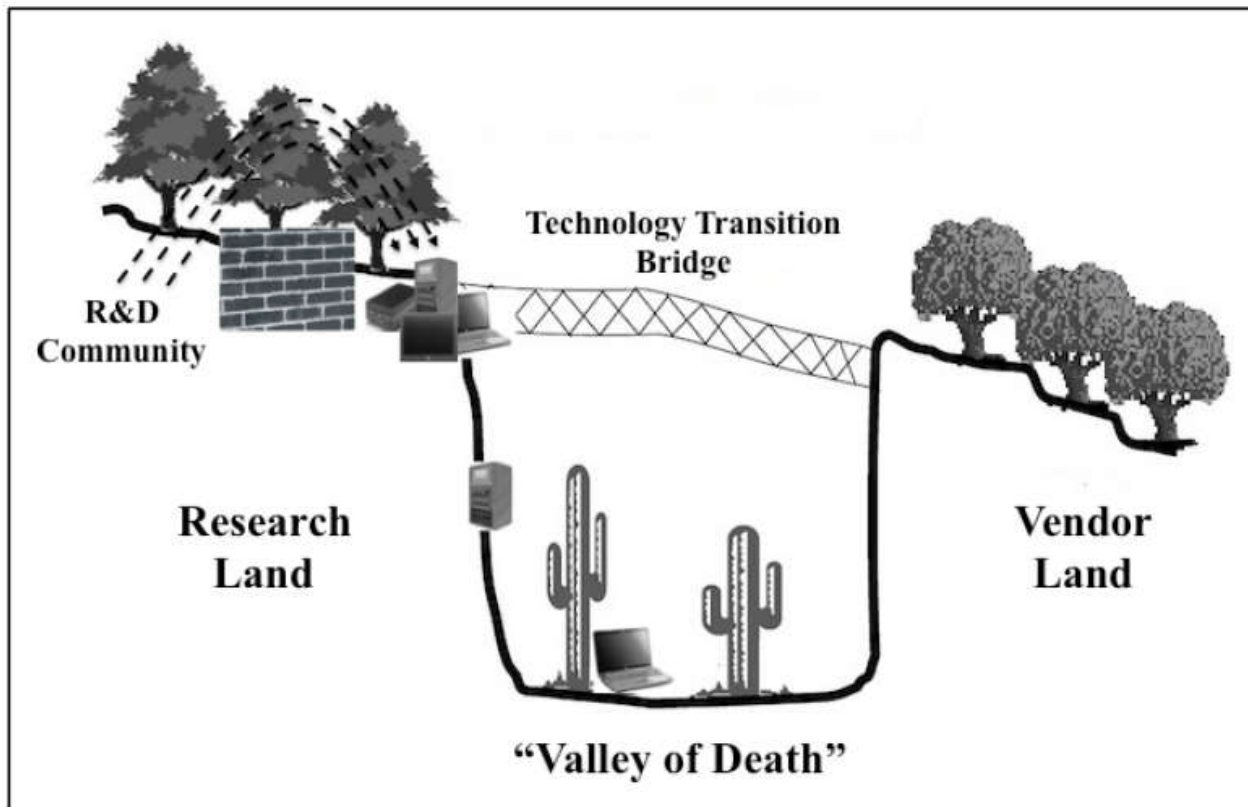 Technology Transition
Bridge
R&D
Community
Research
Land
Vendor
Land
“Valley of Death”